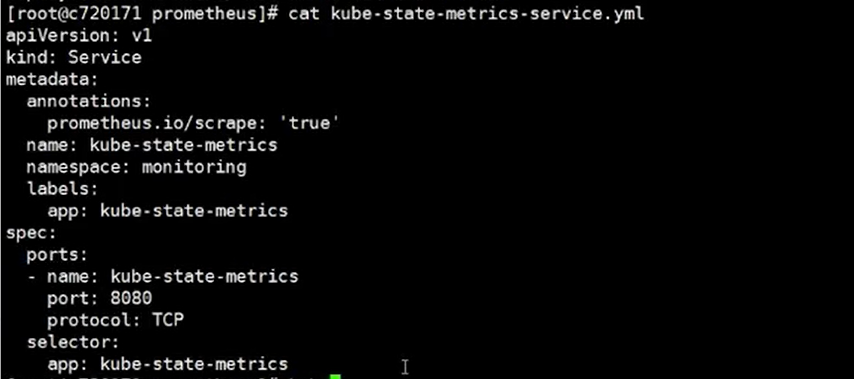 [root@c720171 prometheus]# cat kube-state-metrics-service.yml
apiVersion: v1
kind: Service
metadata:
  annotations:
    prometheus.io/scrape: 'true'
  name: kube-state-metrics
  namespace: monitoring
  labels:
    app: kube-state-metrics
spec:
  ports:
  - name: kube-state-metrics
    port: 8080
    protocol: TCP
  selector:
    app: kube-state-metrics